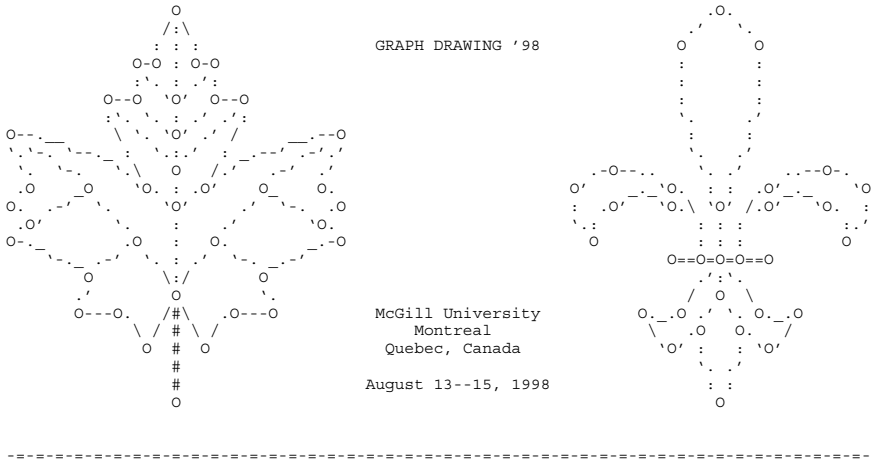 GRAPH DRAWING '98
McGill University
Montreal
Quebec, Canada
August 13--15, 1998